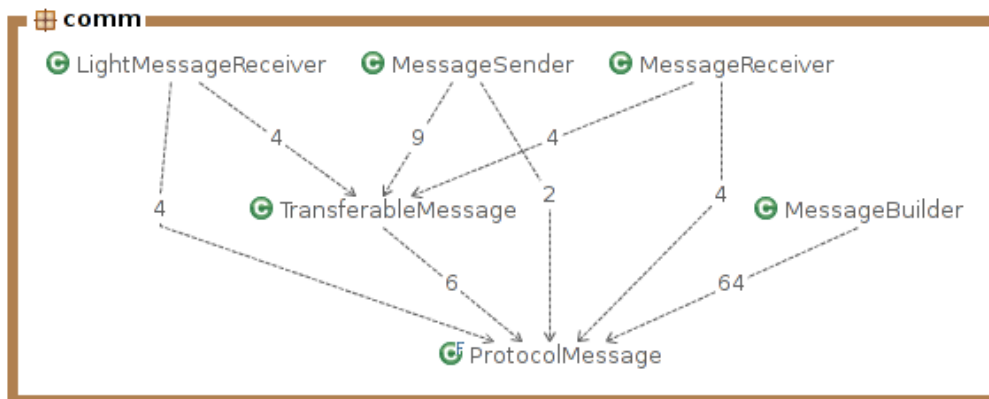 comm
C LightMessageReceiver C MessageSender C MessageReceiver
4 9 4
4 2 4
C TransferableMessage C MessageBuilder
6 64
C F ProtocolMessage